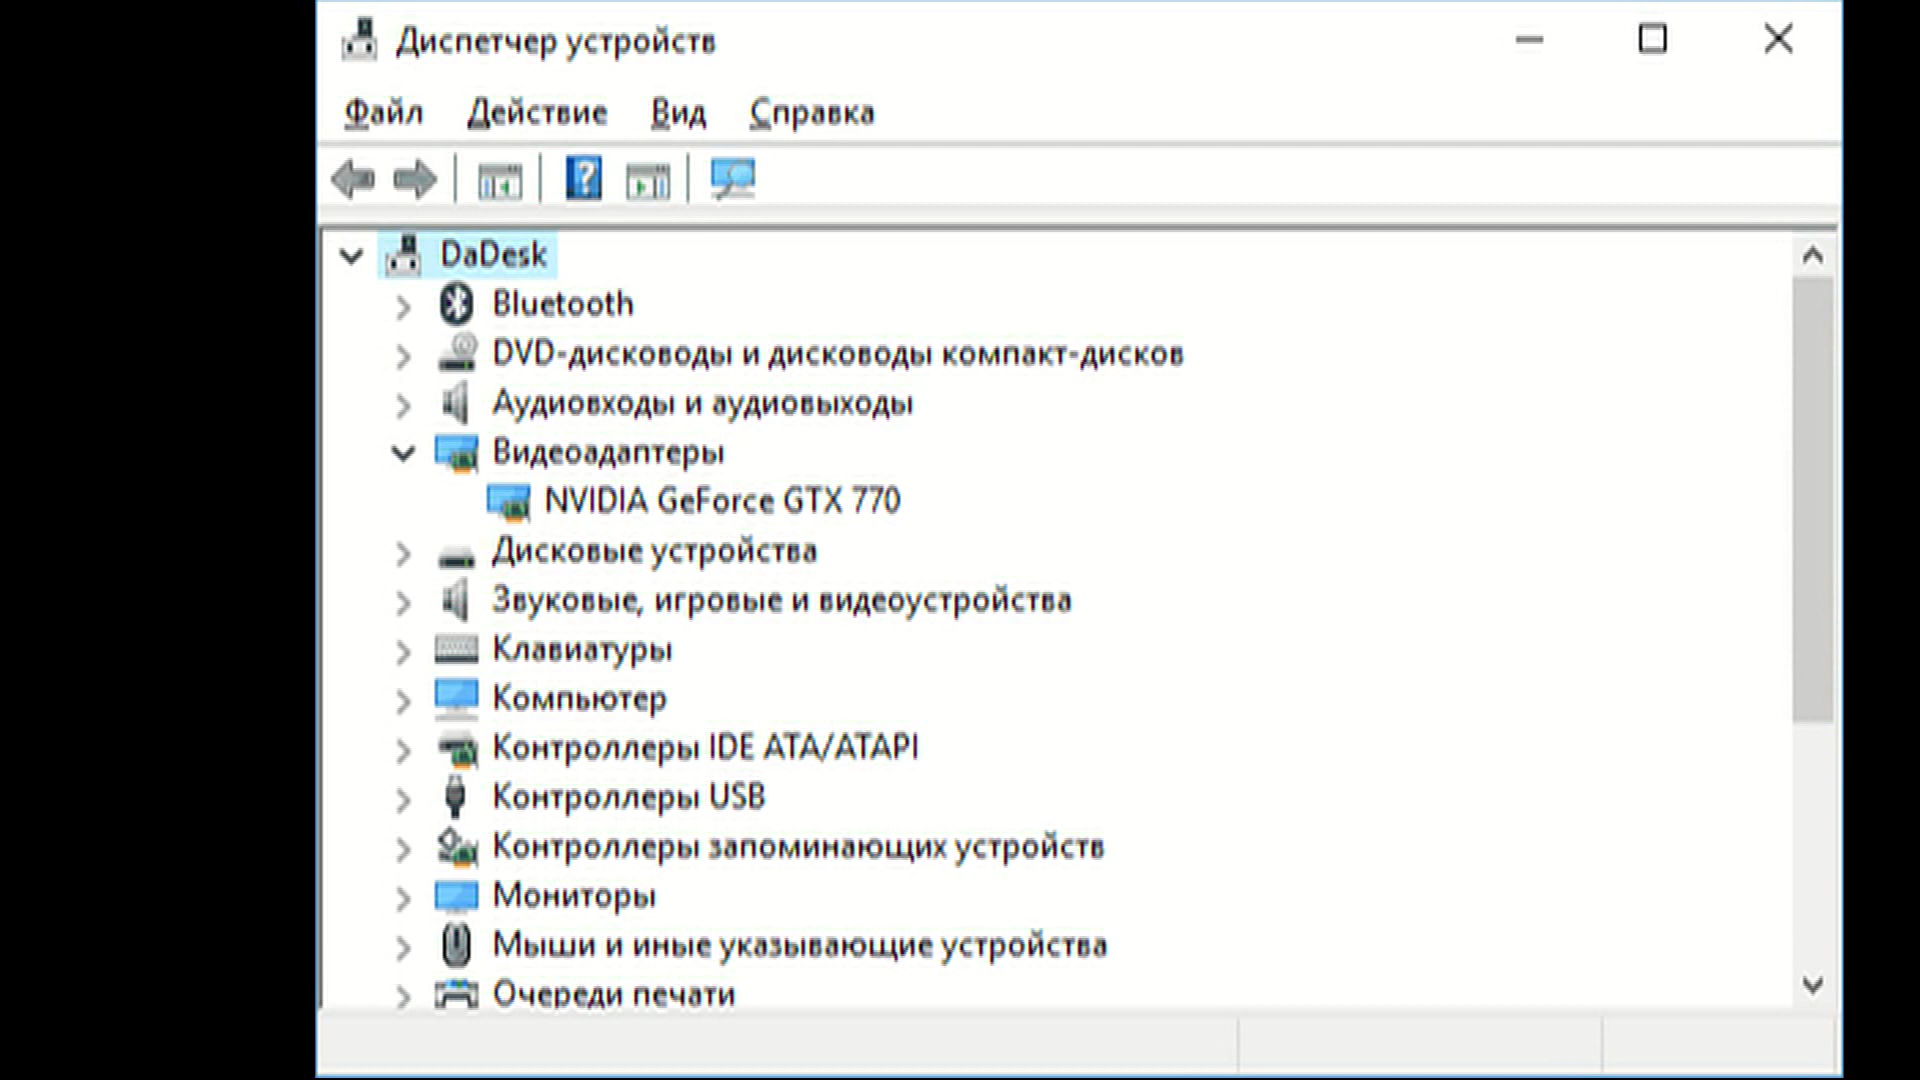 Диспетчер устройств
Файл Действие Вид Справка
DaDesk
Bluetooth
DVD-дисководы и дисководы компакт-дисков
Аудиовходы и аудиовыходы
Видеоадаптеры
NVIDIA GeForce GTX 770
Дисковые устройства
Звуковые, игровые и видеоустройства
Клавиатуры
Компьютер
Контроллеры IDE ATA/ATAPI
Контроллеры USB
Контроллеры запоминающих устройств
Мониторы
Мыши и иные указывающие устройства
Очереди печати